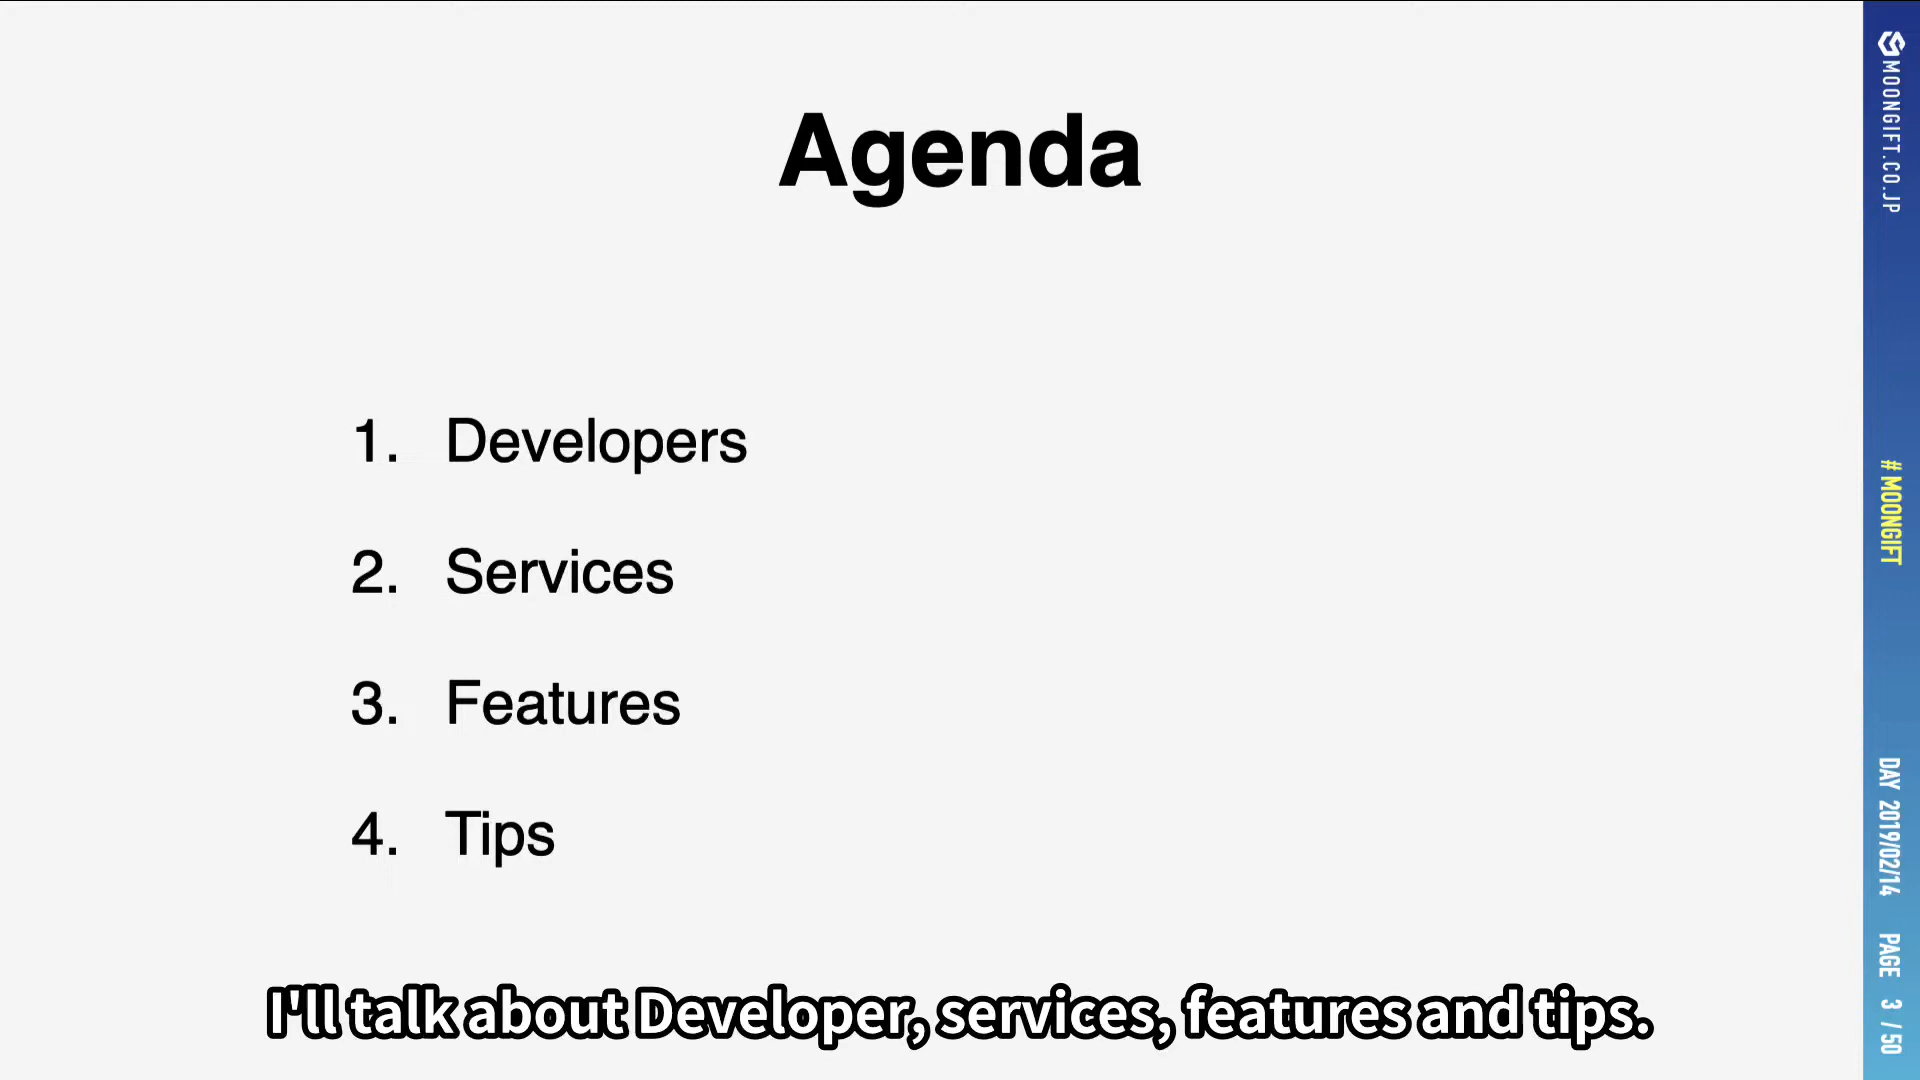 Agenda
1. Developers
2. Services
3. Features
4. Tips
I'll talk about Developer, services, features and tips.
MOONGIFT.CO.JP
# MOONGIFT
DAY 2019/02/14
PAGE 3 / 50